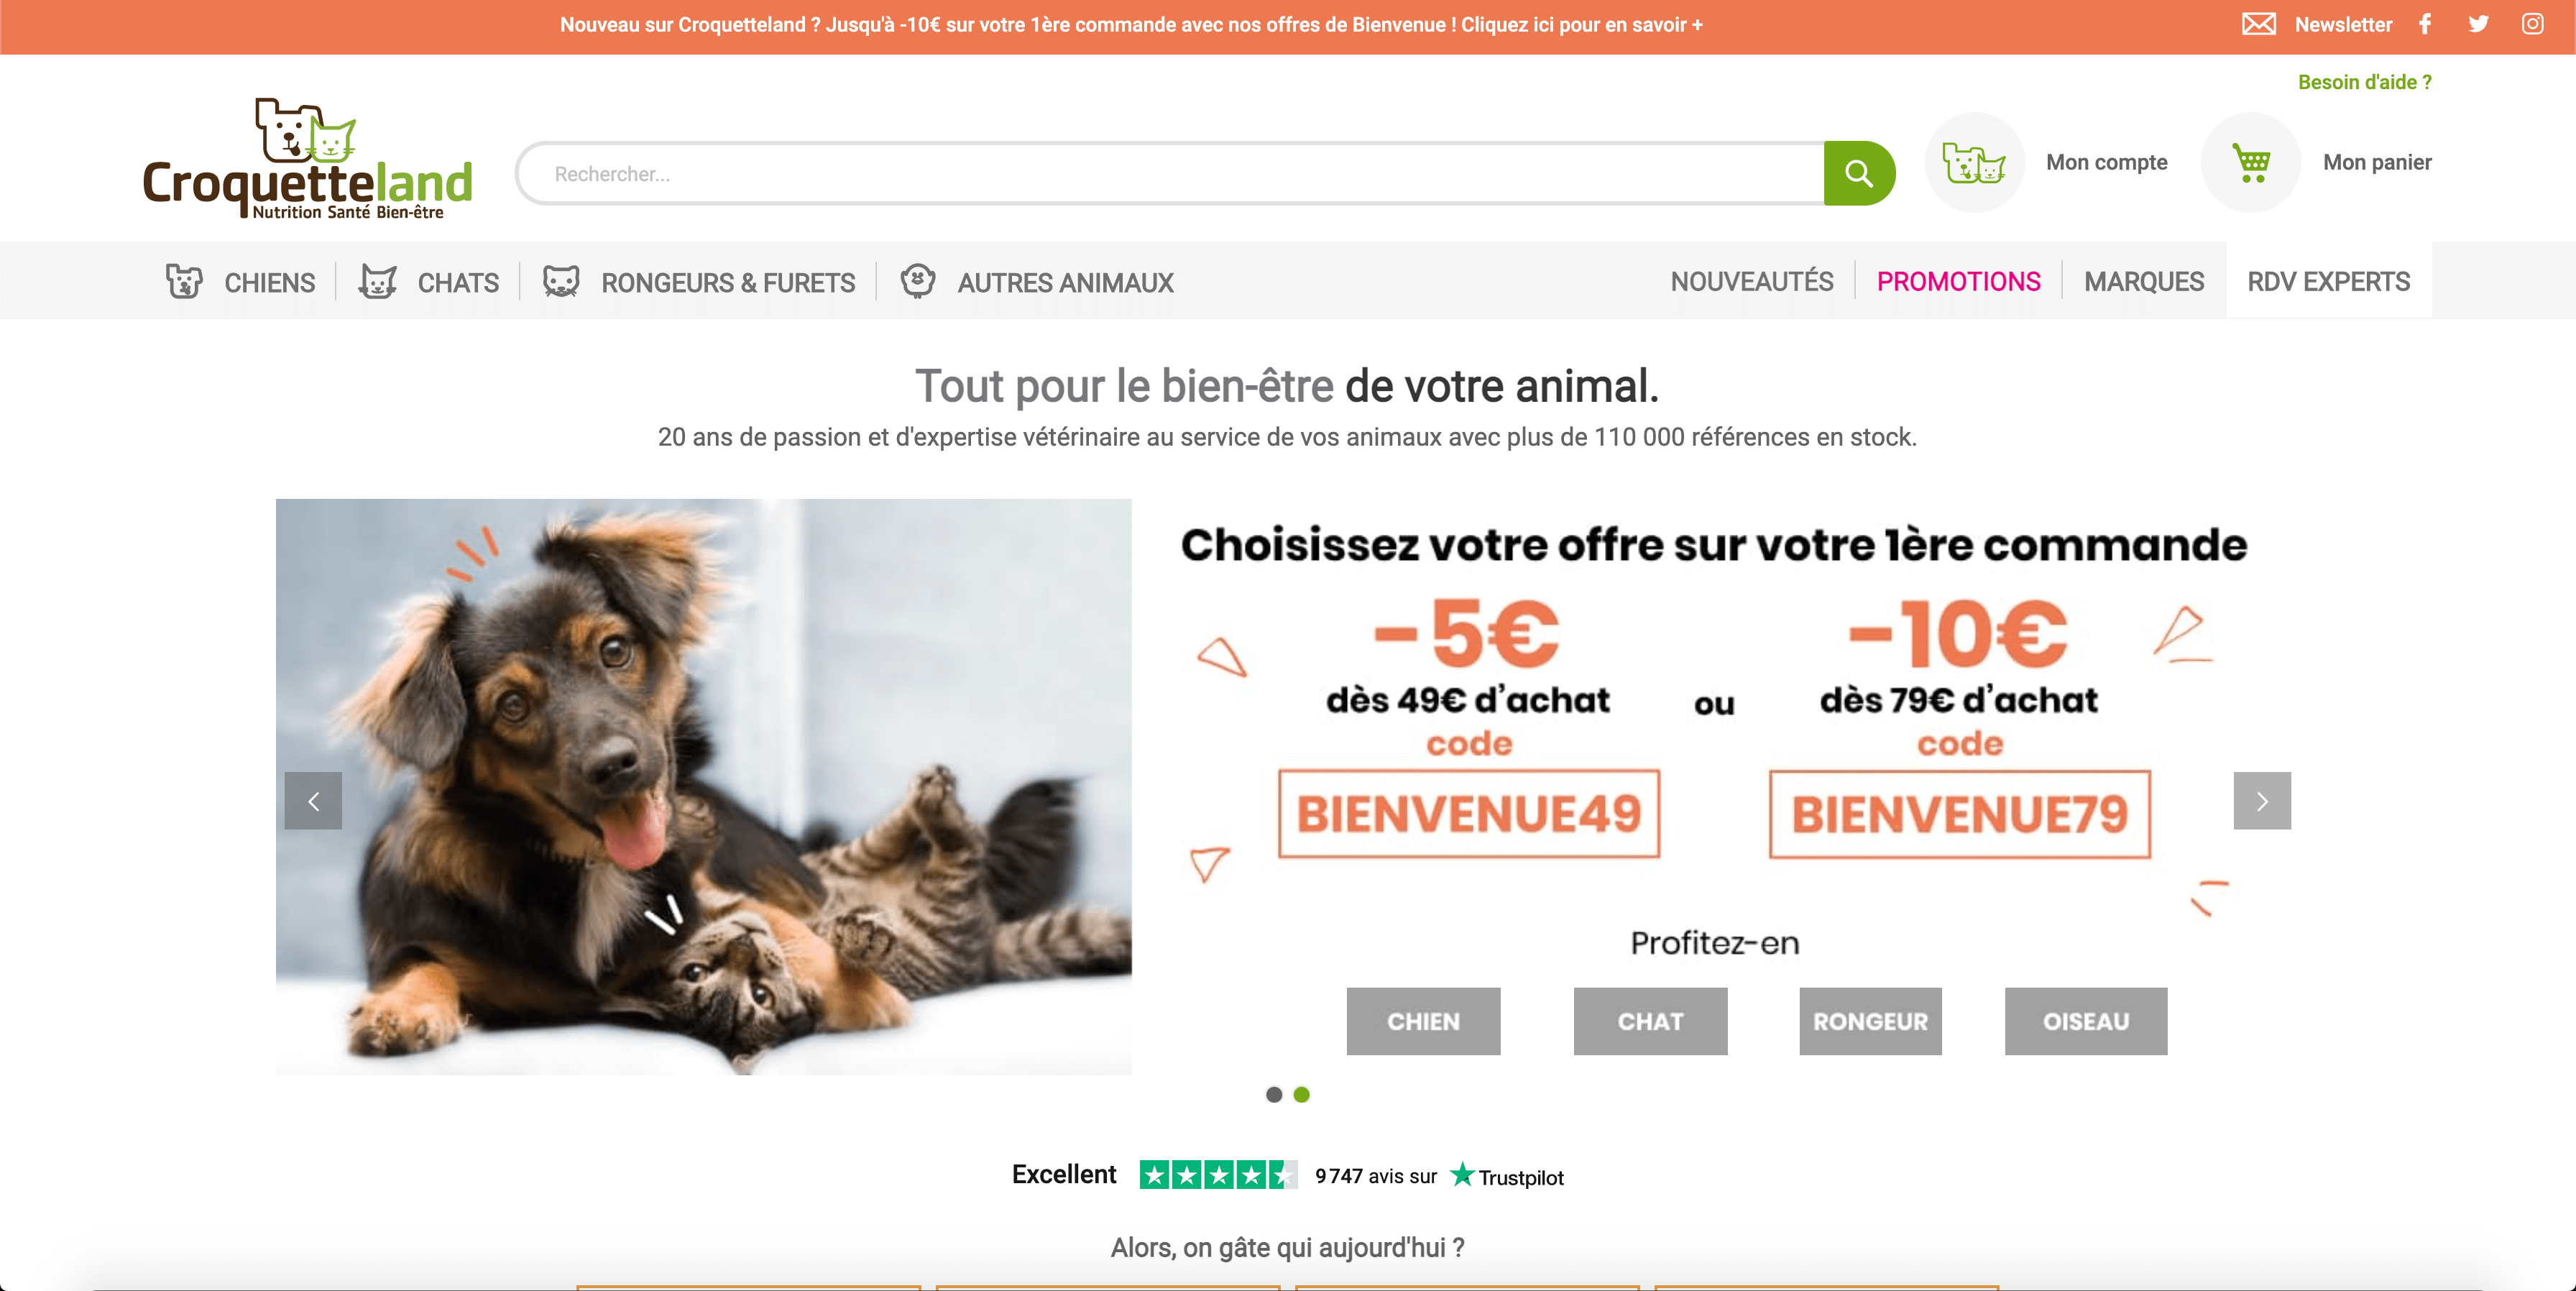 Nouveau sur Croquetteland ? Jusqu'à -10€ sur votre 1ère commande avec nos offres de Bienvenue ! Cliquez ici pour en savoir +
Newsletter
Besoin d'aide ?
Croquetteland
Nutrition Santé Bien-être
Rechercher...
Mon compte
Mon panier
CHIENS
CHATS
RONGEURS & FURETS
AUTRES ANIMAUX
NOUVEAUTÉS
PROMOTIONS
MARQUES
RDV EXPERTS
Tout pour le bien-être de votre animal.
20 ans de passion et d'expertise vétérinaire au service de vos animaux avec plus de 110 000 références en stock.
Choisissez votre offre sur votre 1ère commande
-5€
dès 49€ d'achat
code
BIENVENUE49
ou
-10€
dès 79€ d'achat
code
BIENVENUE79
Profitez-en
CHIEN
CHAT
RONGEUR
OISEAU
Excellent
9 747 avis sur
Trustpilot
Alors, on gâte qui aujourd'hui ?